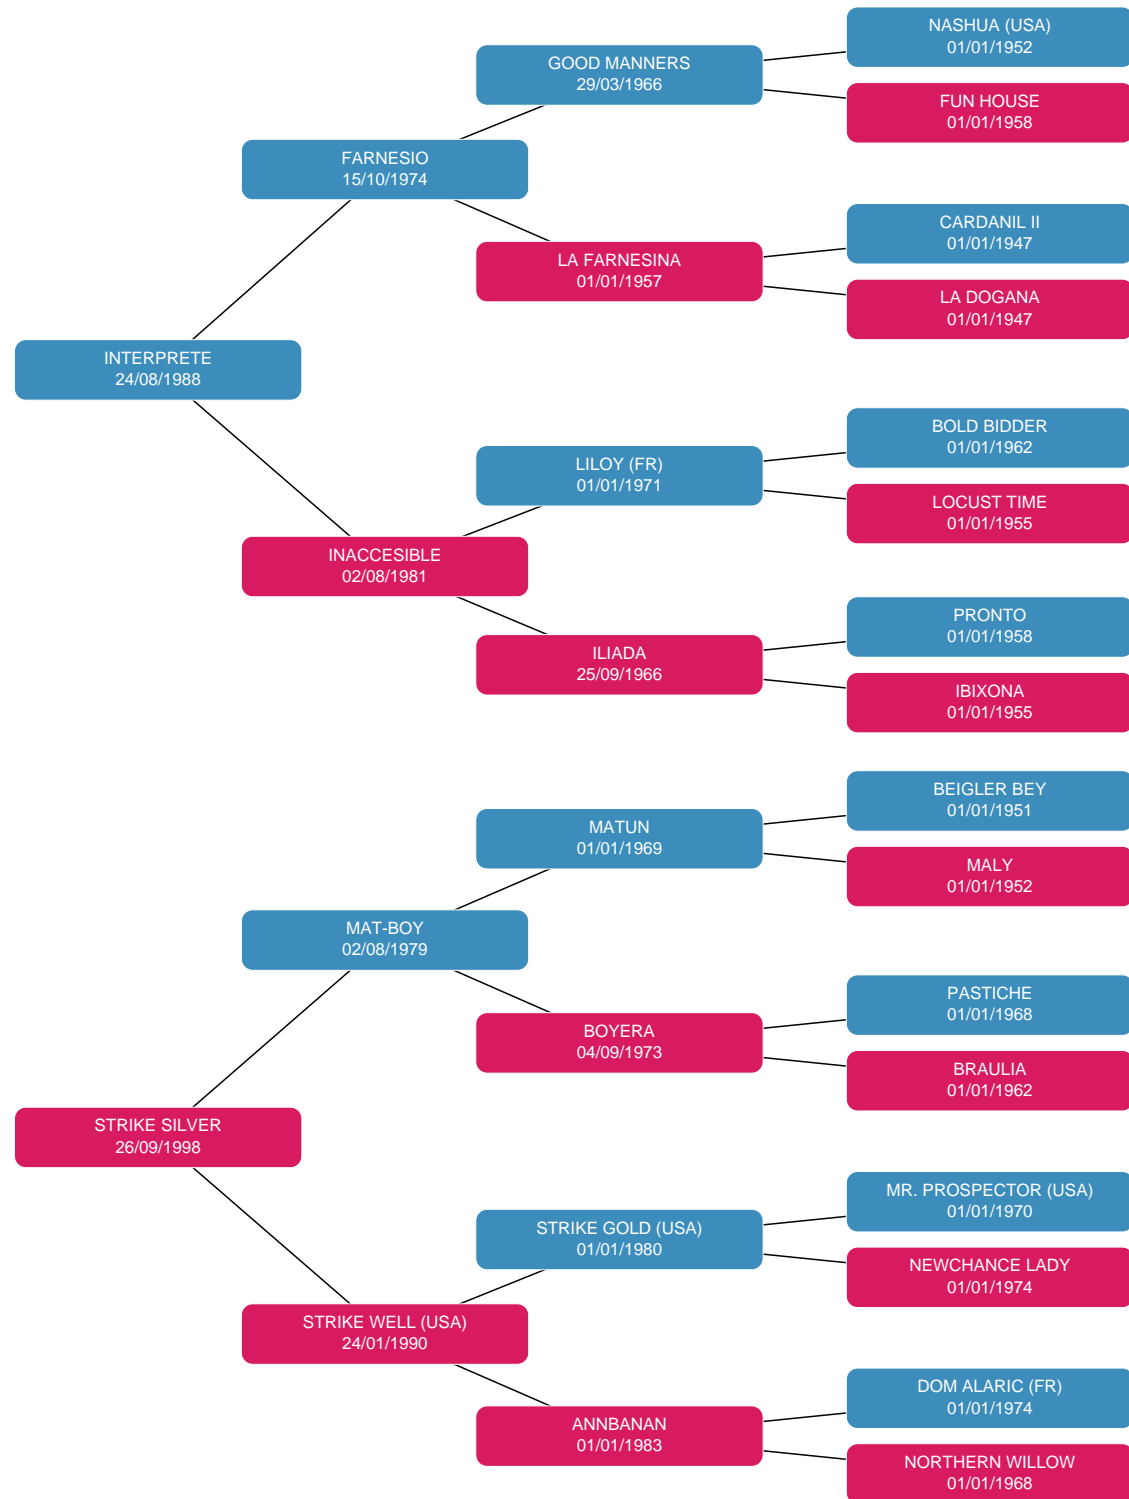 NASHUA (USA)
01/01/1952
GOOD MANNERS
29/03/1966
FUN HOUSE
01/01/1958
FARNESIO
15/10/1974
CARDANIL II
01/01/1947
LA FARNESINA
01/01/1957
LA DOGANA
01/01/1947
INTERPRETE
24/08/1988
BOLD BIDDER
01/01/1962
LILOY (FR)
01/01/1971
LOCUST TIME
01/01/1955
INACCESIBLE
02/08/1981
PRONTO
01/01/1958
ILIADA
25/09/1966
IBIXONA
01/01/1955
BEIGLER BEY
01/01/1951
MATUN
01/01/1969
MALY
01/01/1952
MAT-BOY
02/08/1979
PASTICHE
01/01/1968
BOYERA
04/09/1973
BRAULIA
01/01/1962
STRIKE SILVER
26/09/1998
MR. PROSPECTOR (USA)
01/01/1970
STRIKE GOLD (USA)
01/01/1980
NEWCHANCE LADY
01/01/1974
STRIKE WELL (USA)
24/01/1990
DOM ALARIC (FR)
01/01/1974
ANNBANAN
01/01/1983
NORTHERN WILLOW
01/01/1968